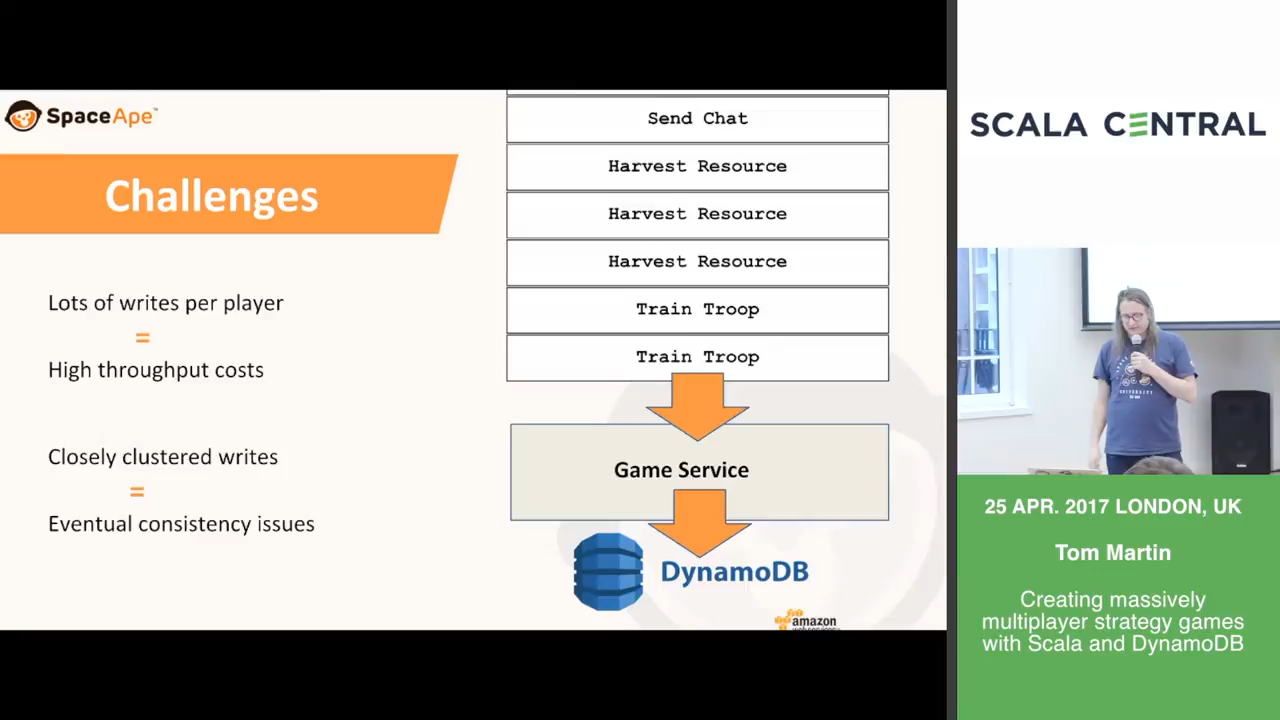 SpaceApe™
Challenges
Lots of writes per player
=
High throughput costs
Closely clustered writes
=
Eventual consistency issues
Send Chat
Harvest Resource
Harvest Resource
Harvest Resource
Train Troop
Train Troop
Game Service
DynamoDB
amazon
SCALA CENTRAL
UNIVERSITY
25 APR. 2017 LONDON, UK
Tom Martin
Creating massively
multiplayer strategy games
with Scala and DynamoDB